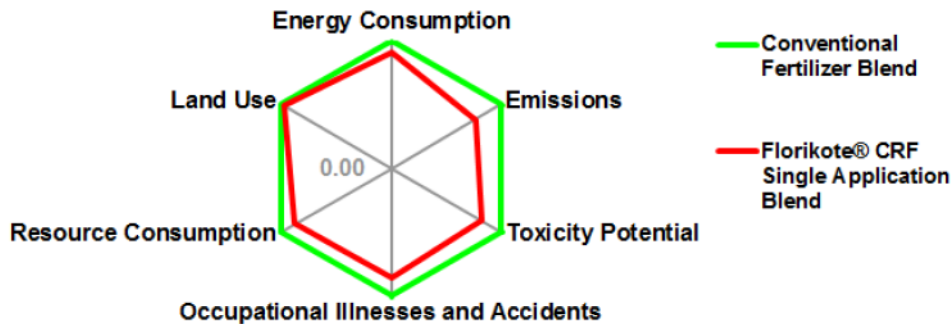 Energy Consumption
Conventional
Fertilizer Blend
Land Use
Emissions
0.00
Florikote® CRF
Single Application
Blend
Resource Consumption
Toxicity Potential
Occupational Illnesses and Accidents